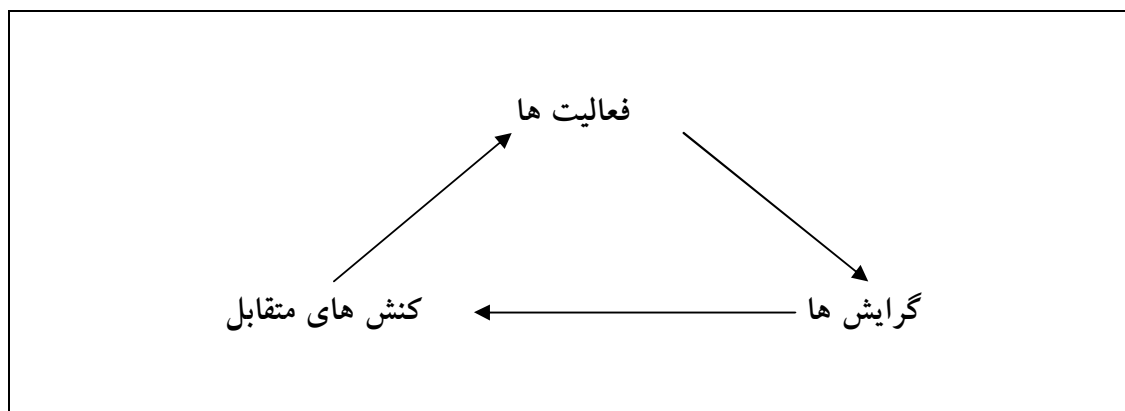 فعالیت ها
گرایش ها
کنش های متقابل